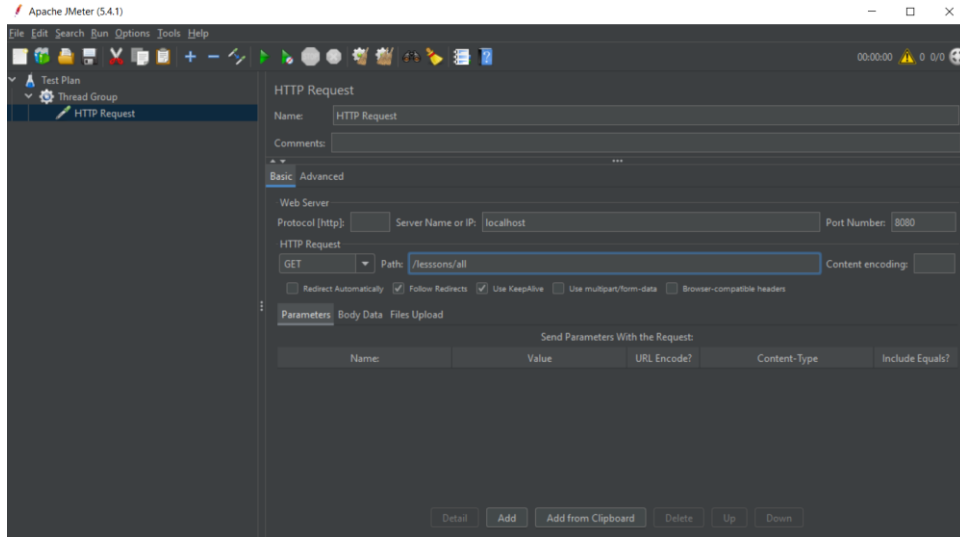 Apache JMeter (5.4.1)
File Edit Search Run Options Tools Help
00:00:00 0 0/0
Test Plan
Thread Group
HTTP Request
HTTP Request
Name: HTTP Request
Comments:
Basic Advanced
Web Server
Protocol [http]: Server Name or IP: localhost Port Number: 8080
HTTP Request
GET Path: /lesssons/all Content encoding:
Redirect Automatically Follow Redirects Use KeepAlive Use multipart/form-data Browser-compatible headers
Parameters Body Data Files Upload
Send Parameters With the Request:
Name: Value URL Encode? Content-Type Include Equals?
Detail Add Add from Clipboard Delete Up Down